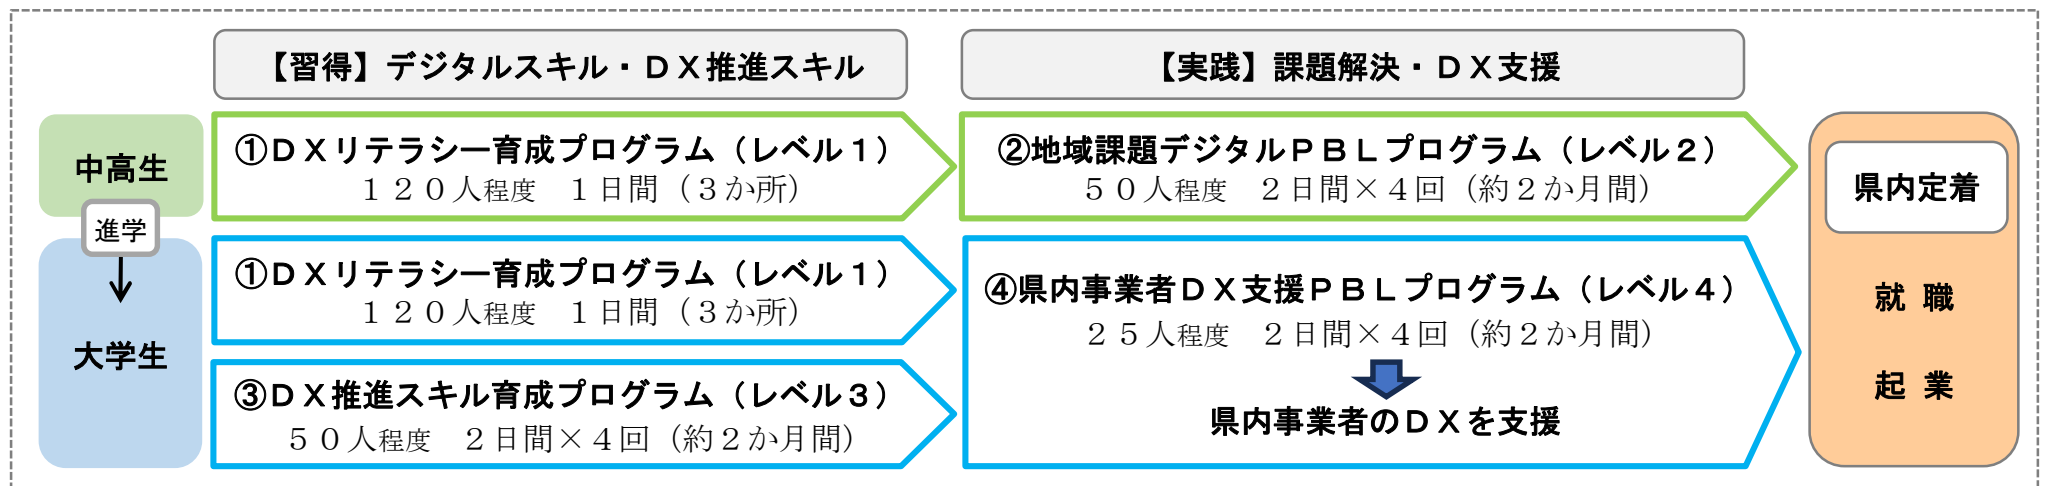 【習得】デジタルスキル・ＤＸ推進スキル
【実践】課題解決・ＤＸ支援
中高生
①ＤＸリテラシー育成プログラム（レベル１）
１２０人程度　１日間（３か所）
②地域課題デジタルＰＢＬプログラム（レベル２）
５０人程度　２日間×４回（約２か月間）
進学
大学生
①ＤＸリテラシー育成プログラム（レベル１）
１２０人程度　１日間（３か所）
③ＤＸ推進スキル育成プログラム（レベル３）
５０人程度　２日間×４回（約２か月間）
④県内事業者ＤＸ支援ＰＢＬプログラム（レベル４）
２５人程度　２日間×４回（約２か月間）
県内事業者のＤＸを支援
県内定着
就 職
起 業